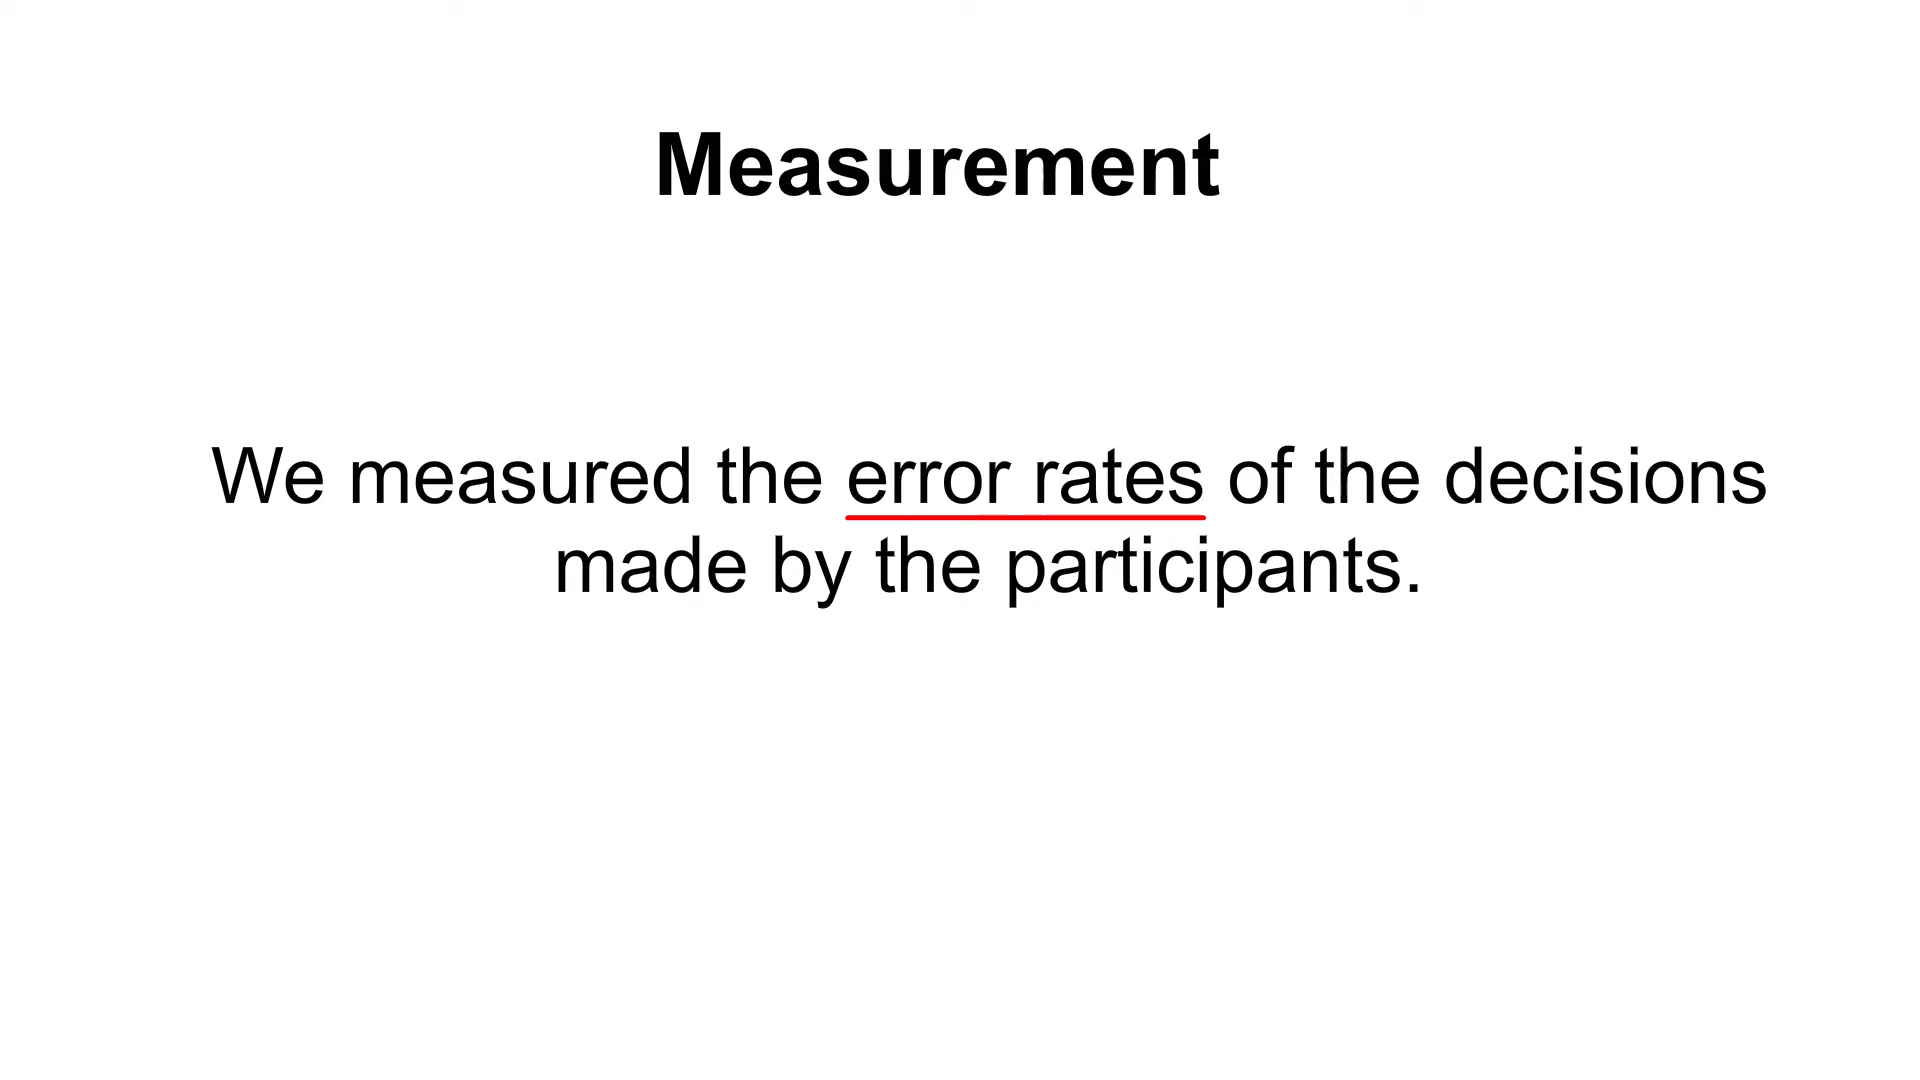 Measurement
We measured the error rates of the decisions
made by the participants.